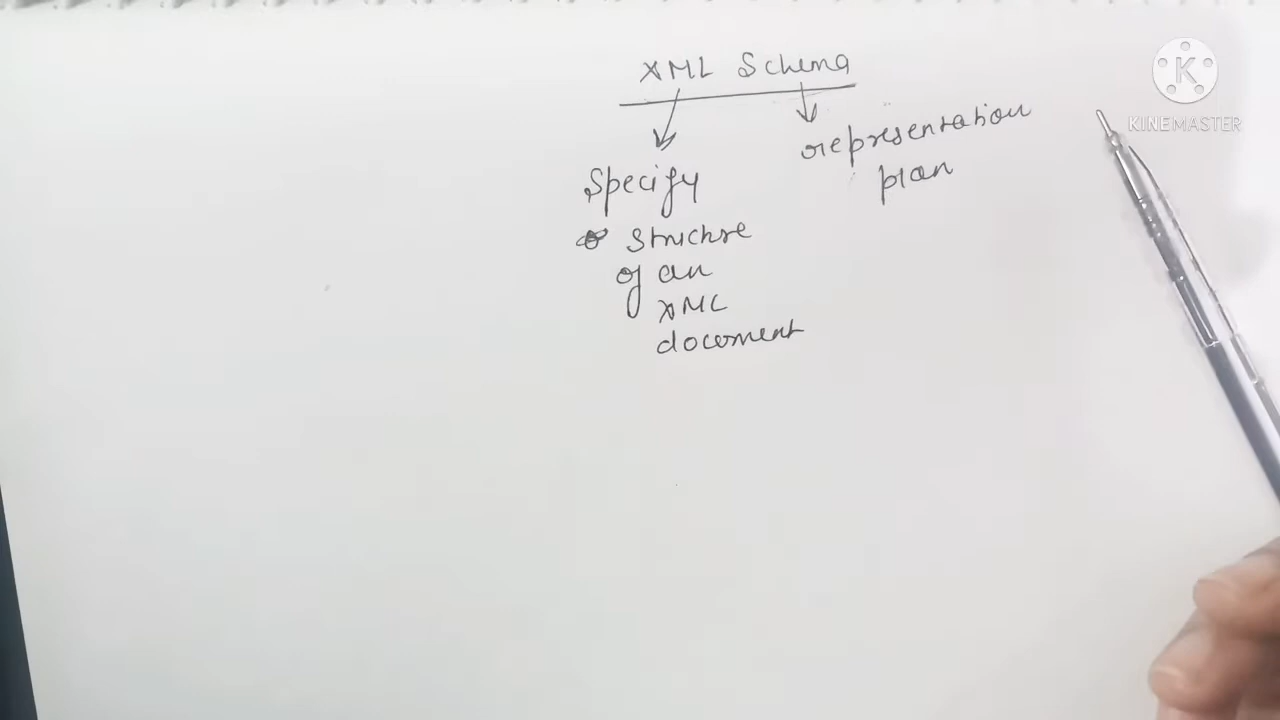 XML Schema
representation
plan
Specify
Structure
of an
XML
document
K
KINEMASTER